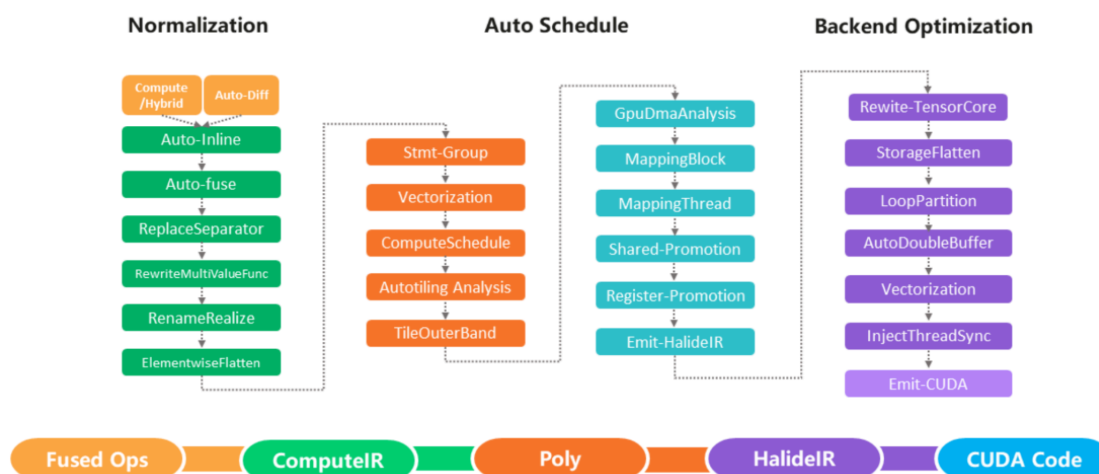 Normalization
Auto Schedule
Backend Optimization
Compute
/Hybrid
Auto-Diff
Auto-Inline
Auto-fuse
ReplaceSeparator
RewriteMultiValueFunc
RenameRealize
ElementwiseFlatten
Stmt-Group
Vectorization
ComputeSchedule
Autotiling Analysis
TileOuterBand
GpuDmaAnalysis
MappingBlock
MappingThread
Shared-Promotion
Register-Promotion
Emit-HalideIR
Rewite-TensorCore
StorageFlatten
LoopPartition
AutoDoubleBuffer
Vectorization
InjectThreadSync
Emit-CUDA
Fused Ops
ComputeIR
Poly
HalideIR
CUDA Code